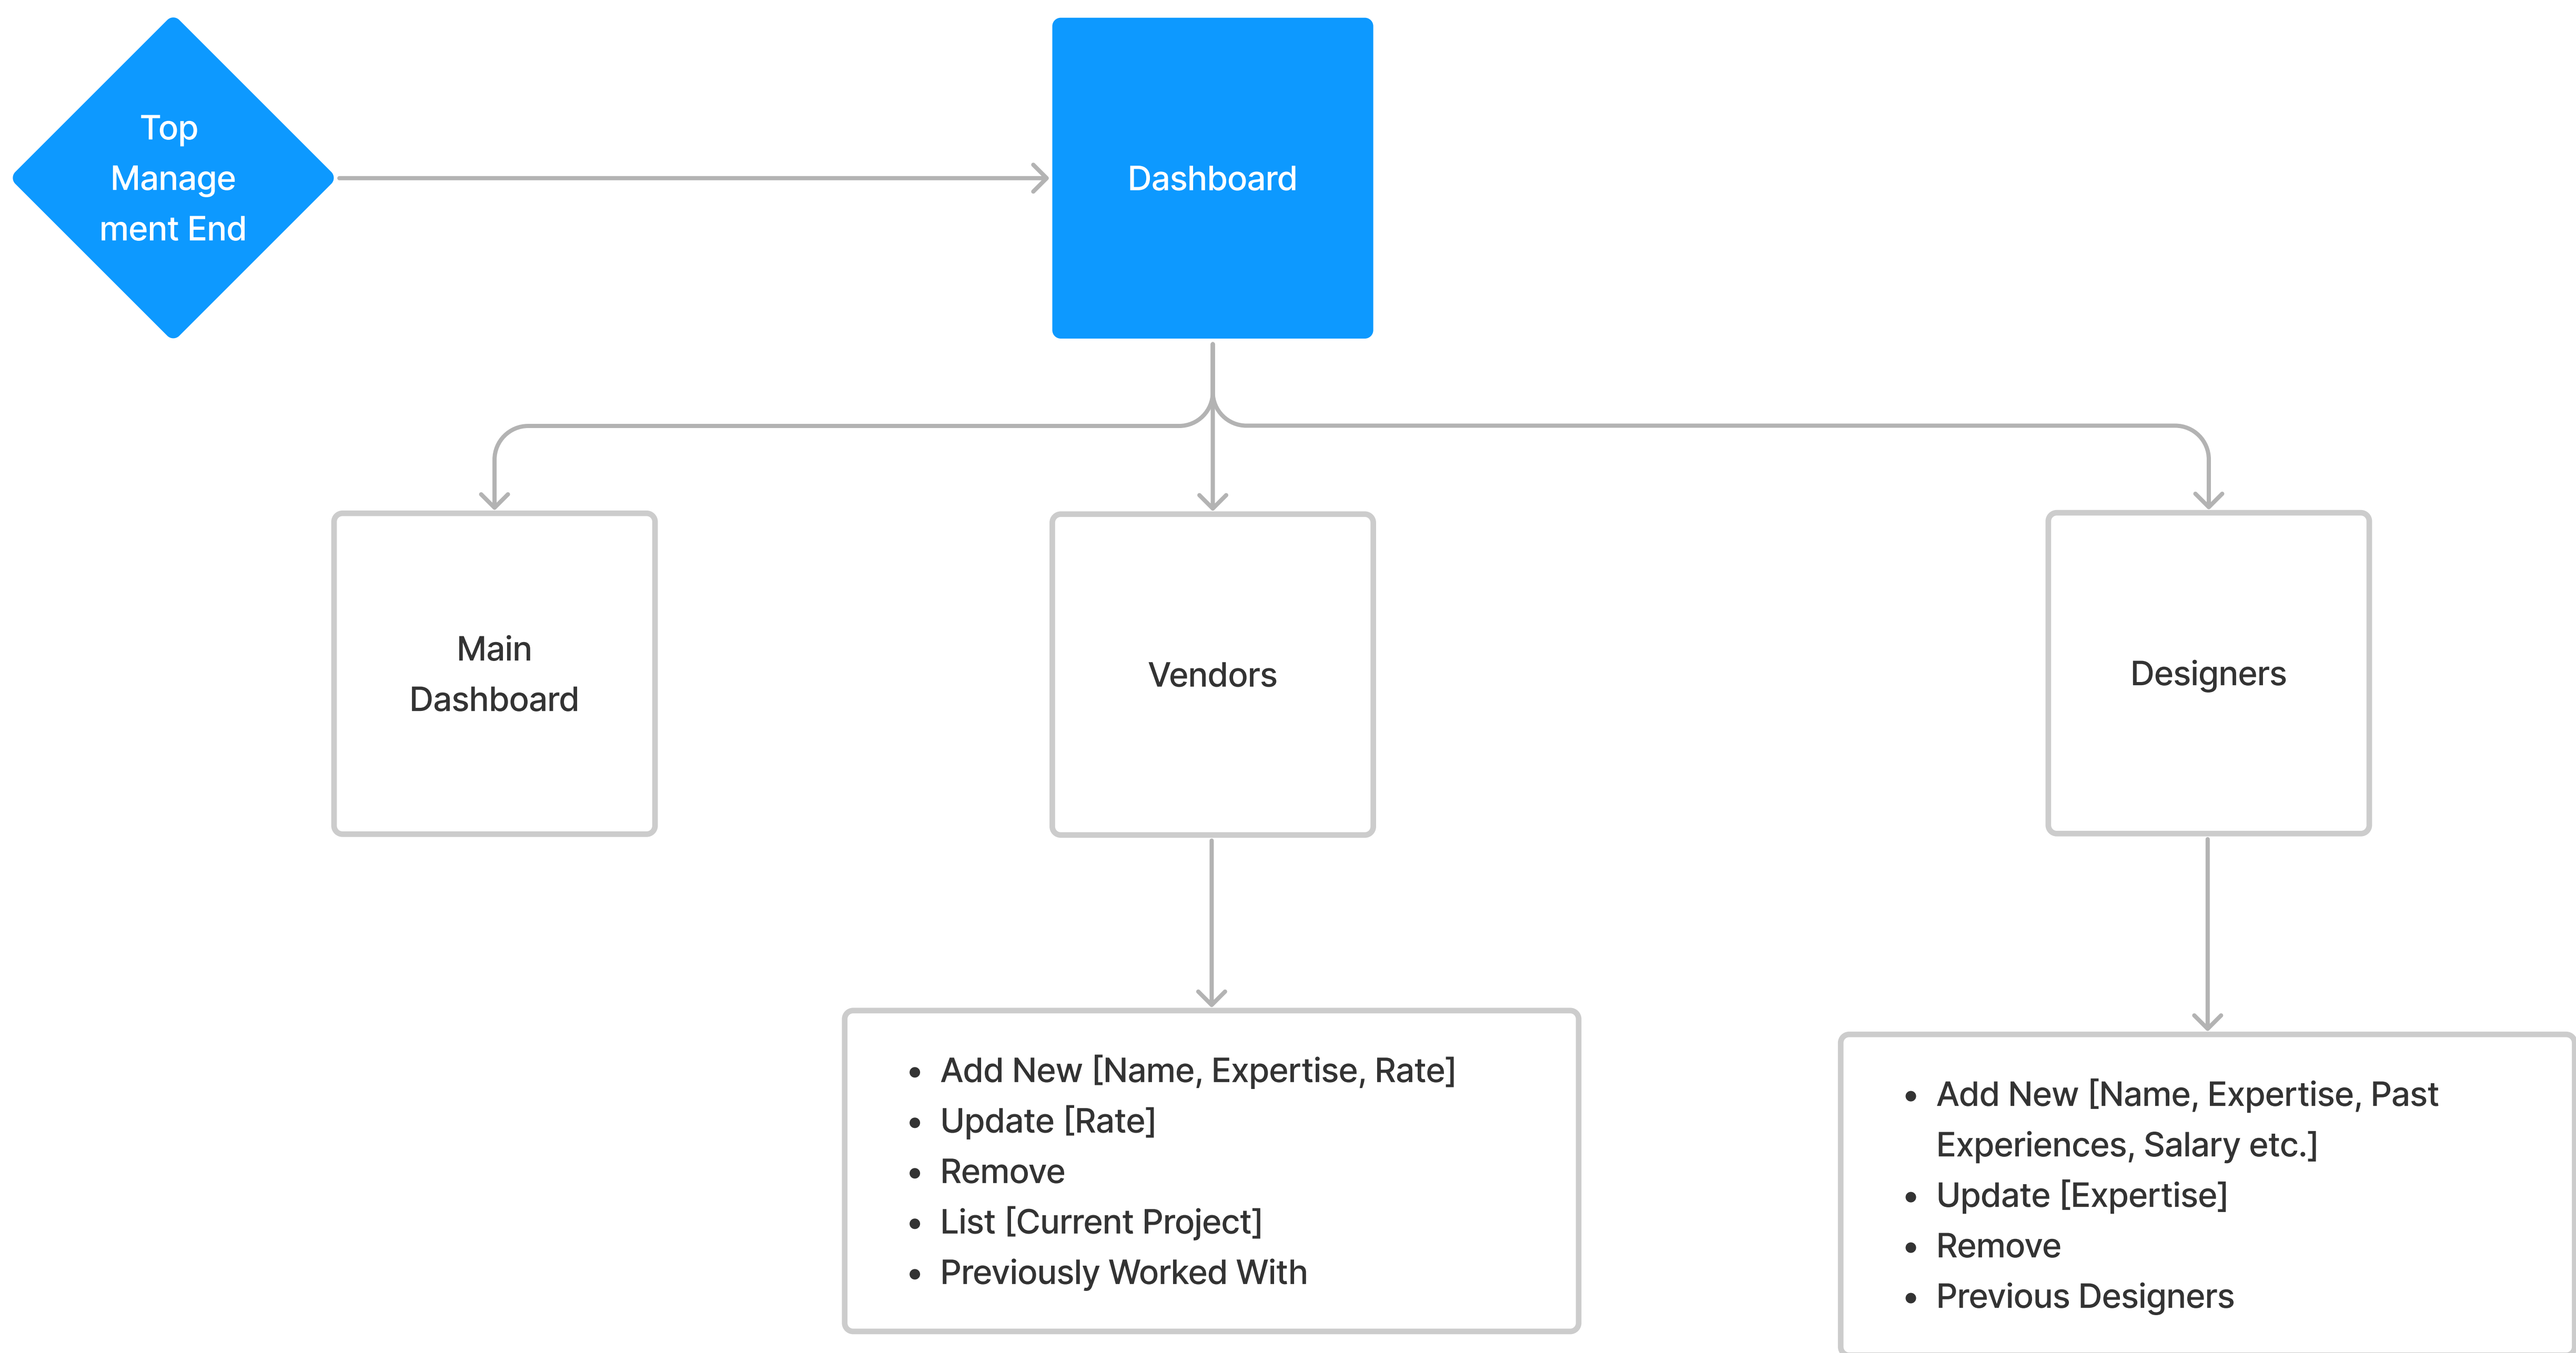 Top
Manage
ment End
Dashboard
Main
Dashboard
Vendors
Designers
• Add New [Name, Expertise, Rate]
• Update [Rate]
• Remove
• List [Current Project]
• Previously Worked With
• Add New [Name, Expertise, Past
Experiences, Salary etc.]
• Update [Expertise]
• Remove
• Previous Designers